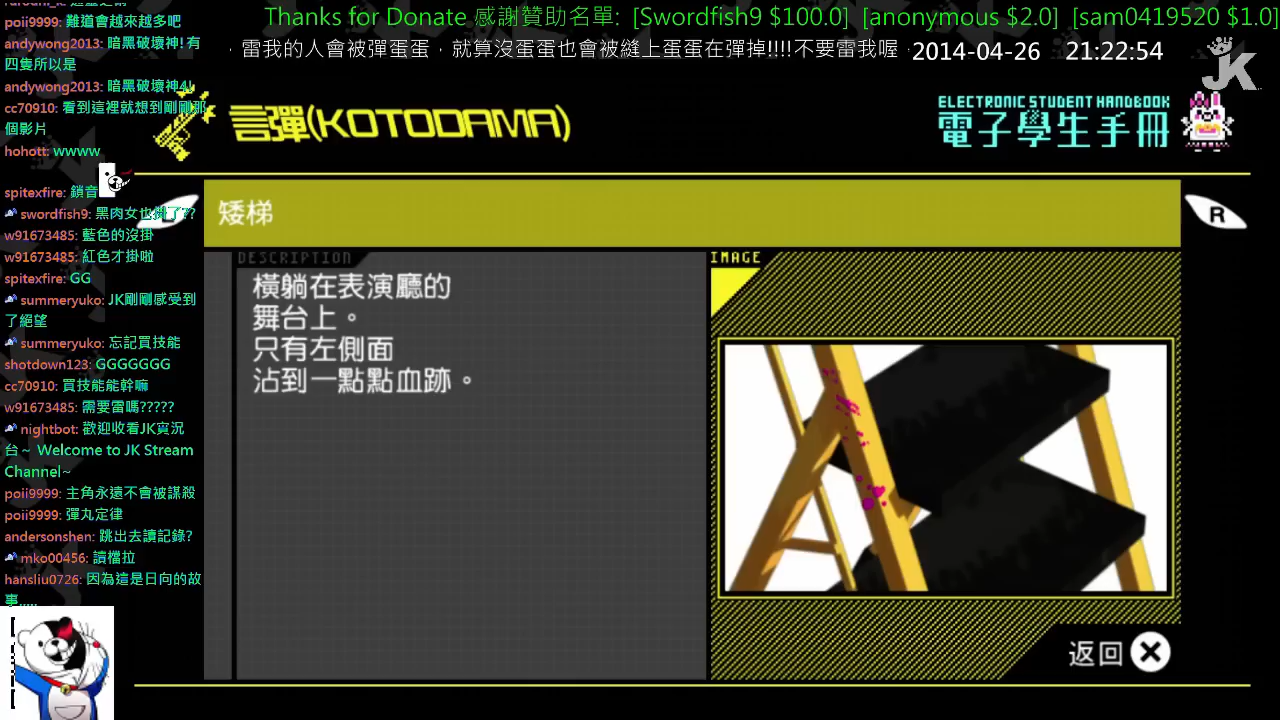 Thanks for Donate 感謝贊助名單: [Swordfish9 $100.0] [anonymous $2.0] [sam0419520 $1.0]
‧雷我的人會被彈蛋蛋‧就算沒蛋蛋也會被縫上蛋蛋在彈掉!!!!不要雷我喔‧
2014-04-26 21:22:54
JK
poii9999: 難道會越來越多吧
andywong2013: 暗黑破壞神! 有
四隻所以是
andywong2013: 暗黑破壞神4!
cc70910: 看到這裡就想到剛剛那
個影片
hohott: wwww
spitexfire: 鎖音
swordfish9: 黑肉女也掛了??
w91673485: 藍色的沒掛
w91673485: 紅色才掛啦
spitexfire: GG
summeryuko: JK剛剛感受到
了絕望
summeryuko: 忘記買技能
shotdown123: GGGGGGG
cc70910: 買技能能幹嘛
w91673485: 需要雷嗎?????
nightbot: 歡迎收看JK實況
台~ Welcome to JK Stream
Channel~
poii9999: 主角永遠不會被謀殺
poii9999: 彈丸定律
andersonshen: 跳出去讀記錄?
mko00456: 讀檔拉
hansliu0726: 因為這是日向的故
事.....
言彈(KOTODAMA)
ELECTRONIC STUDENT HANDBOOK
電子學生手冊
矮梯
R
DESCRIPTION
橫躺在表演廳的
舞台上。
只有左側面
沾到一點點血跡。
IMAGE
返回